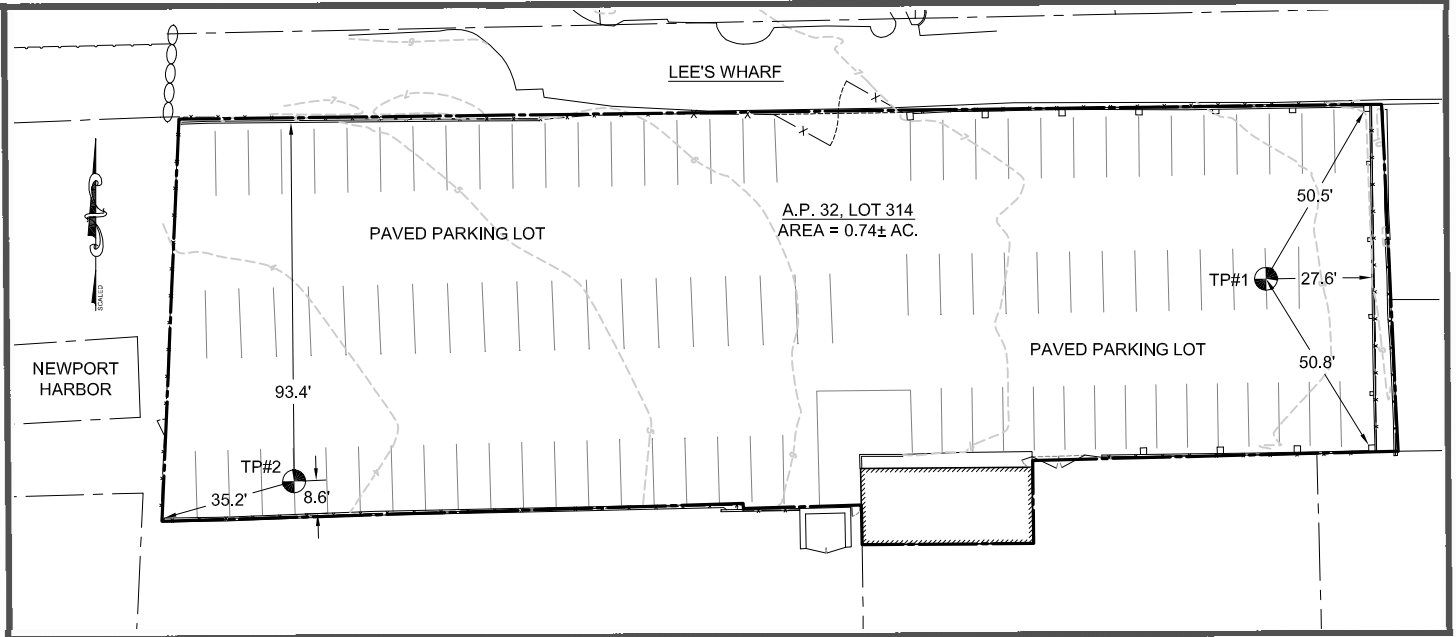 LEE'S WHARF
A.P. 32, LOT 314
AREA = 0.74± AC.
PAVED PARKING LOT
50.5'
TP#1
27.6'
SCALED
NEWPORT
HARBOR
93.4'
PAVED PARKING LOT
50.8'
TP#2
35.2'
8.6'